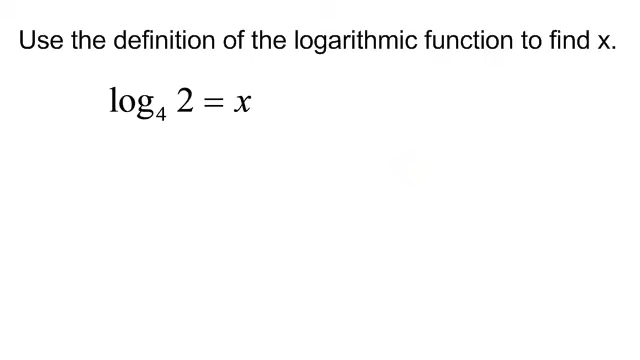 Use the definition of the logarithmic function to find x.
log₄ 2 = x